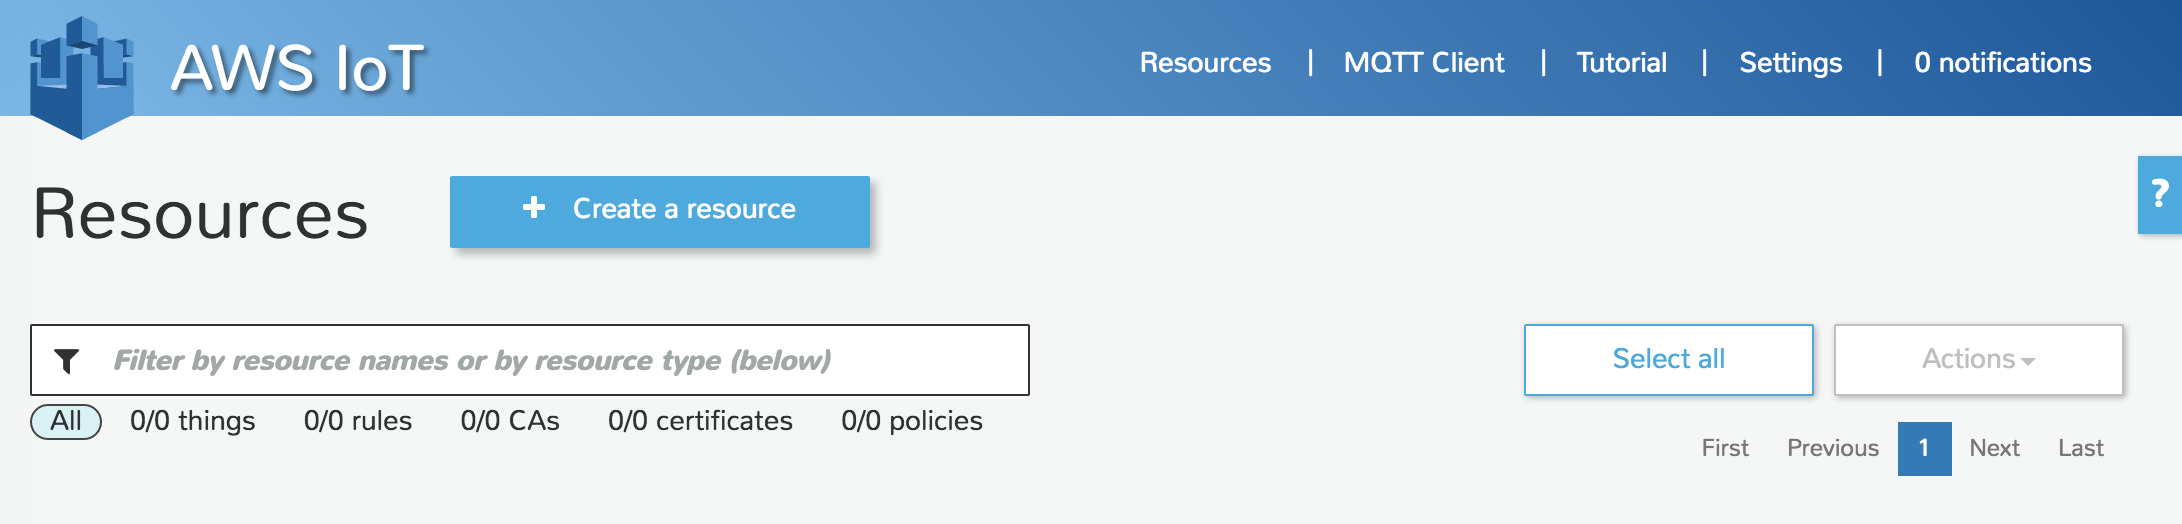 AWS IoT
Resources | MQTT Client | Tutorial | Settings | 0 notifications
Resources
+ Create a resource
?
Filter by resource names or by resource type (below)
Select all
Actions
All 0/0 things 0/0 rules 0/0 CAs 0/0 certificates 0/0 policies
First Previous 1 Next Last